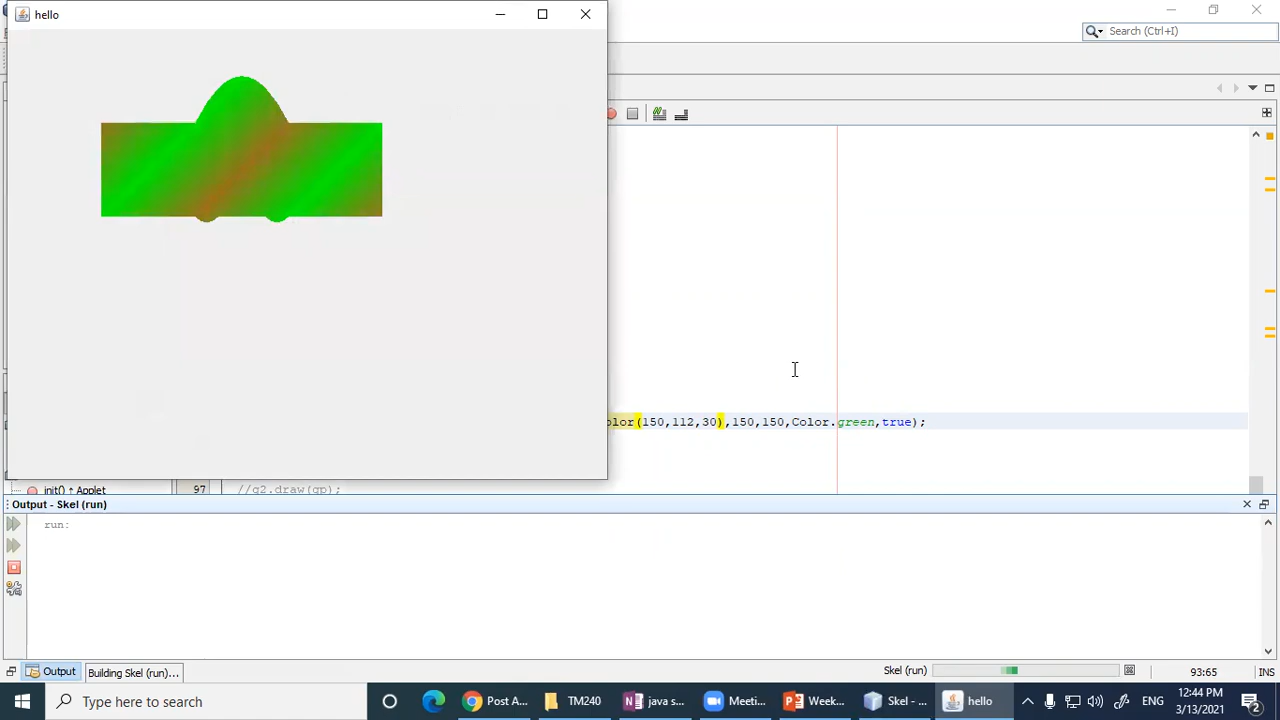 hello
Search (Ctrl+I)
olor(150,112,30),150,150,Color.green,true);
init() ↑ Applet
97
//g2.draw(gp);
Output - Skel (run)
run:
Output
Building Skel (run)...
Skel (run)
93:65
INS
Type here to search
Post A...
TM240
java s...
Meeti...
Week...
Skel - ...
hello
ENG
12:44 PM
3/13/2021
2